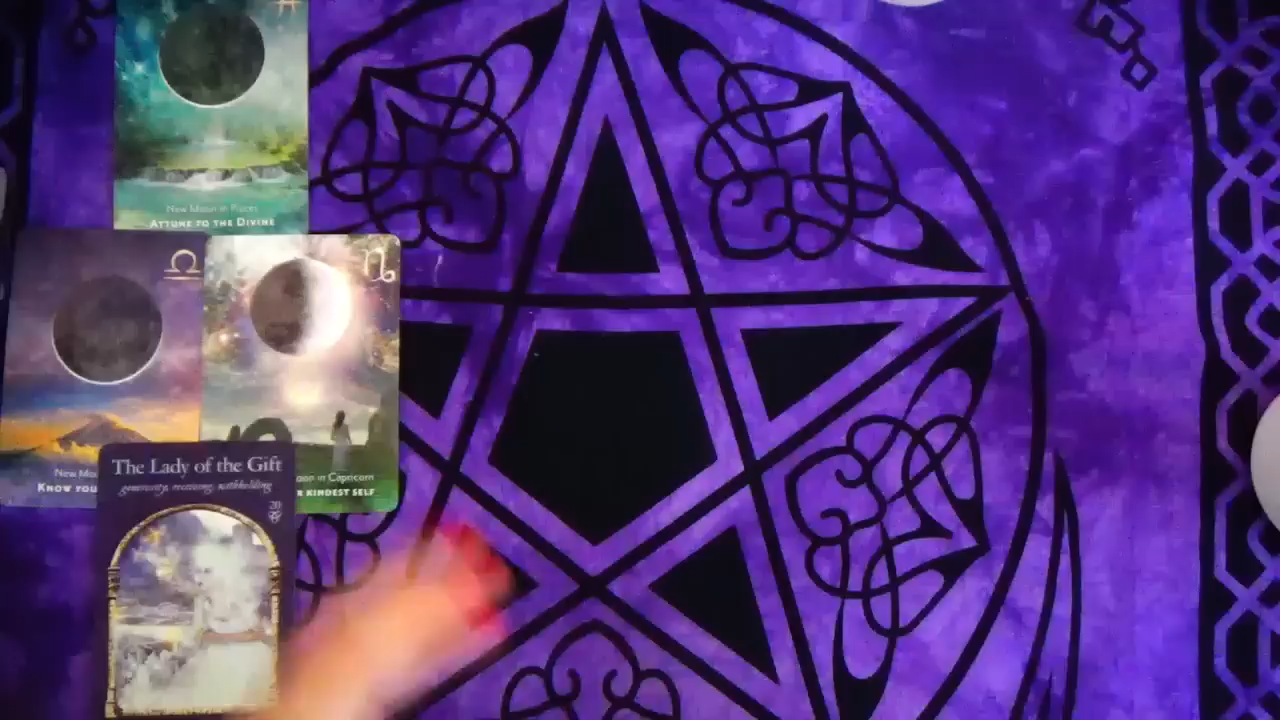 New Moon in Pisces
ATTUNE TO THE DIVINE
New Moo
KNOW YOU
oon in Capricorn
R KINDEST SELF
The Lady of the Gift
generosity, receiving, withholding
20